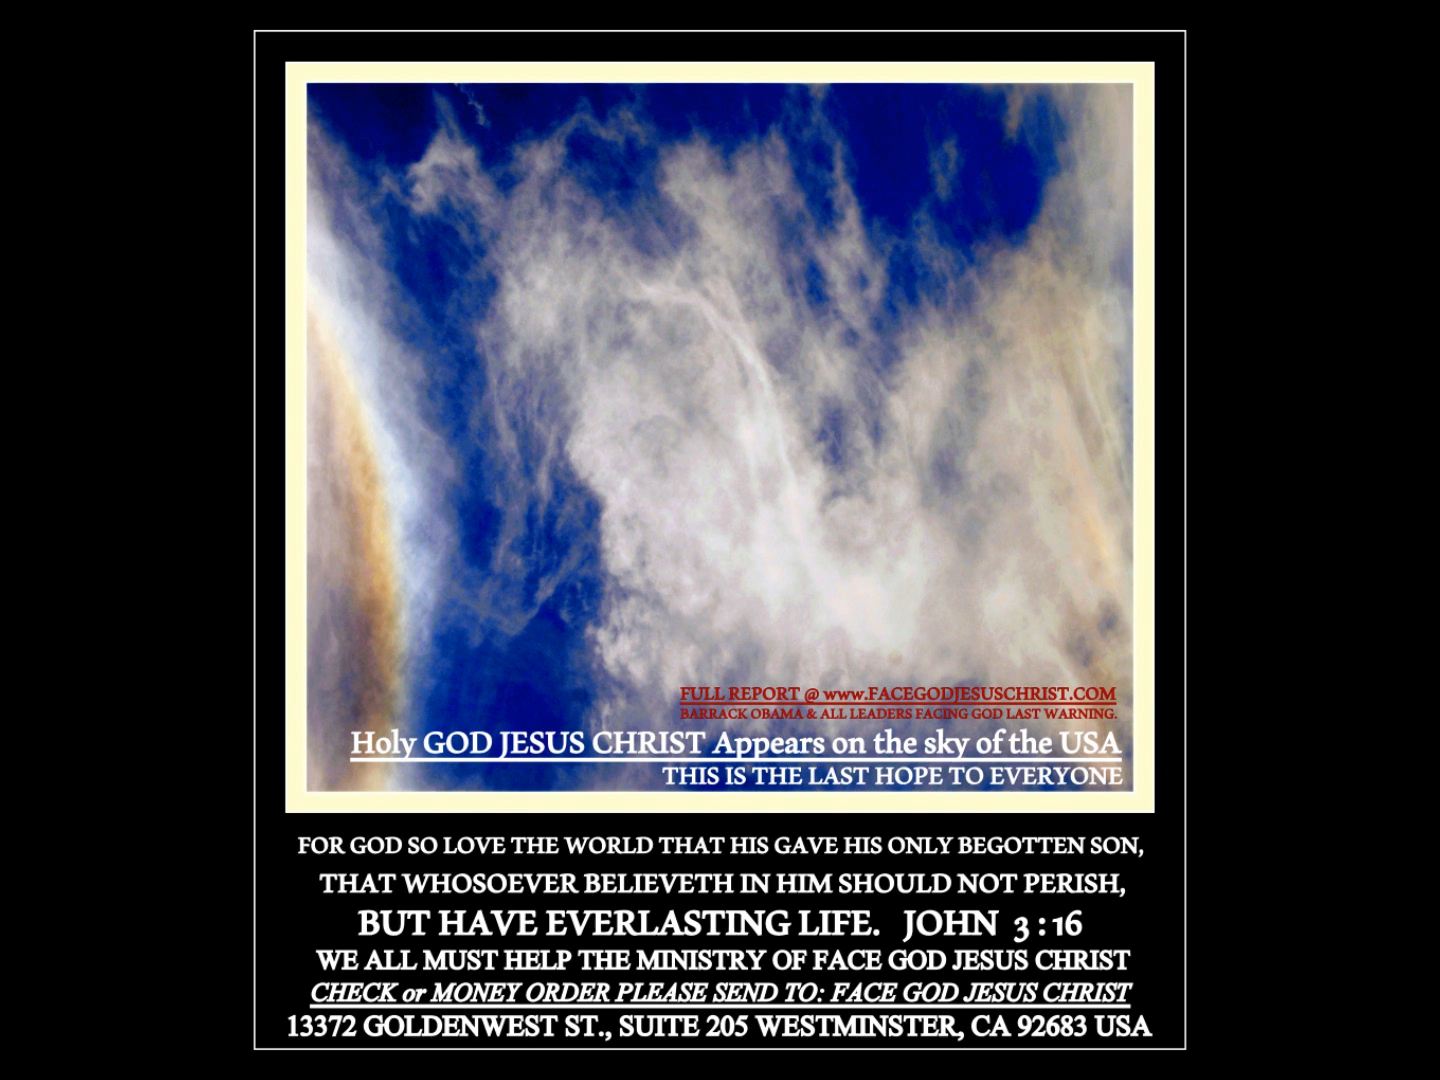 FULL REPORT @ www.FACEGODJESUSCHRIST.COM
BARRACK OBAMA & ALL LEADERS FACING GOD LAST WARNING.
Holy GOD JESUS CHRIST Appears on the sky of the USA
THIS IS THE LAST HOPE TO EVERYONE
FOR GOD SO LOVE THE WORLD THAT HIS GAVE HIS ONLY BEGOTTEN SON,
THAT WHOSOEVER BELIEVETH IN HIM SHOULD NOT PERISH,
BUT HAVE EVERLASTING LIFE. JOHN 3 : 16
WE ALL MUST HELP THE MINISTRY OF FACE GOD JESUS CHRIST
CHECK or MONEY ORDER PLEASE SEND TO: FACE GOD JESUS CHRIST
13372 GOLDENWEST ST., SUITE 205 WESTMINSTER, CA 92683 USA